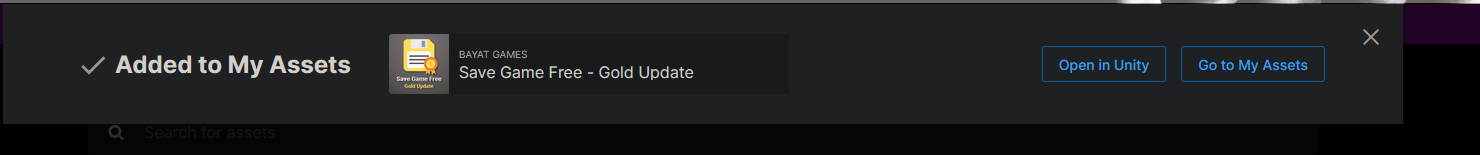 Added to My Assets
Save Game Free
Gold Update
BAYAT GAMES
Save Game Free - Gold Update
Open in Unity
Go to My Assets
Search for assets